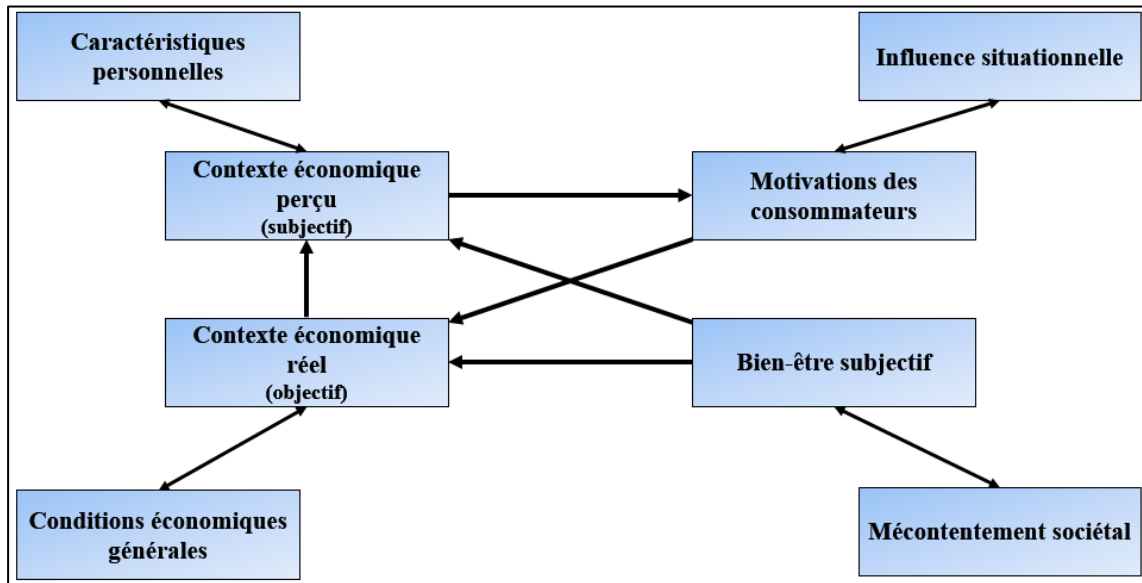 Caractéristiques
personnelles
Influence situationnelle
Contexte économique
perçu
(subjectif)
Motivations des
consommateurs
Contexte économique
réel
(objectif)
Bien-être subjectif
Conditions économiques
générales
Mécontentement sociétal